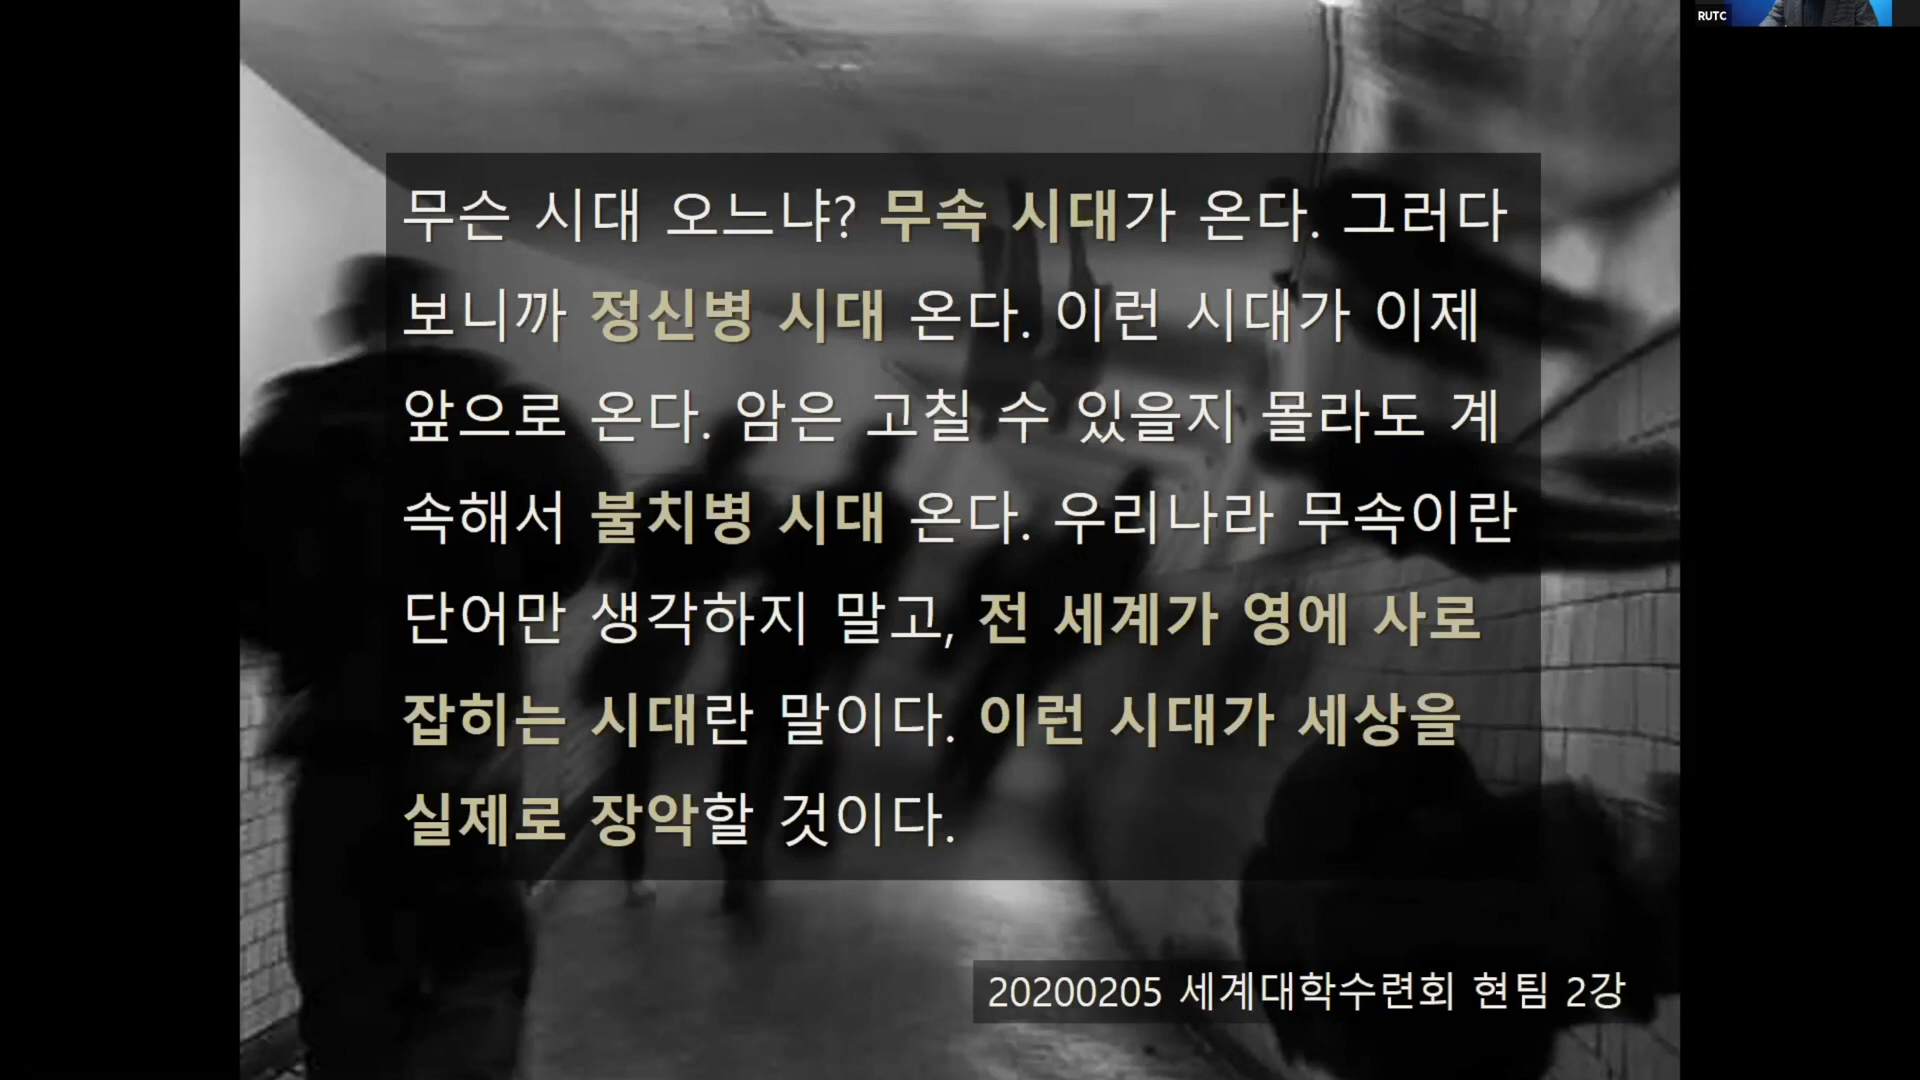 RUTC
무슨 시대 오느냐? 무속 시대가 온다. 그러다
보니까 정신병 시대 온다. 이런 시대가 이제
앞으로 온다. 암은 고칠 수 있을지 몰라도 계
속해서 불치병 시대 온다. 우리나라 무속이란
단어만 생각하지 말고, 전 세계가 영에 사로
잡히는 시대란 말이다. 이런 시대가 세상을
실제로 장악할 것이다.
20200205 세계대학수련회 현팀 2강